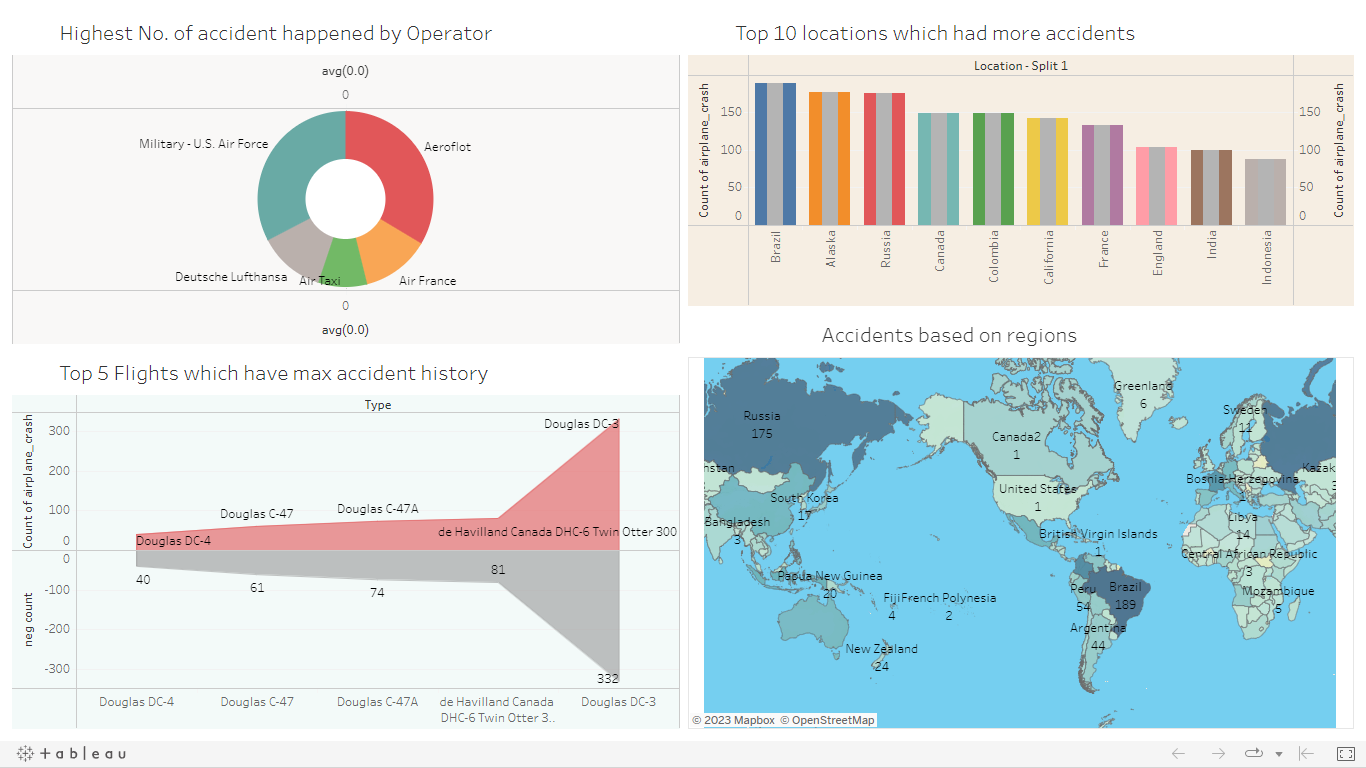 Highest No. of accident happened by Operator
avg(0.0)
0
Military - U.S. Air Force
Aeroflot
Deutsche Lufthansa
Air Taxi
Air France
0
avg(0.0)
Top 10 locations which had more accidents
Location - Split 1
Count of airplane_crash
150
100
50
0
150
100
50
0
Count of airplane_crash
Brazil
Alaska
Russia
Canada
Colombia
California
France
England
India
Indonesia
Top 5 Flights which have max accident history
Type
Count of airplane_crash
300
200
100
0
neg count
0
-100
-200
-300
Douglas DC-3
Douglas C-47
Douglas C-47A
de Havilland Canada DHC-6 Twin Otter 300
Douglas DC-4
40
61
74
81
332
Douglas DC-4
Douglas C-47
Douglas C-47A
de Havilland Canada
DHC-6 Twin Otter 3..
Douglas DC-3
Accidents based on regions
Greenland
6
Russia
175
Sweden
11
Canada2
1
nstan
Kazak
South Korea
17
United States
1
Bosnia-Herzegovina
1
Bangladesh
3
Libya
14
British Virgin Islands
1
Central African Republic
3
Papua New Guinea
20
Peru
54
Brazil
189
Mozambique
5
Fiji
4
French Polynesia
2
Argentina
44
New Zealand
24
© 2023 Mapbox © OpenStreetMap
+ableau